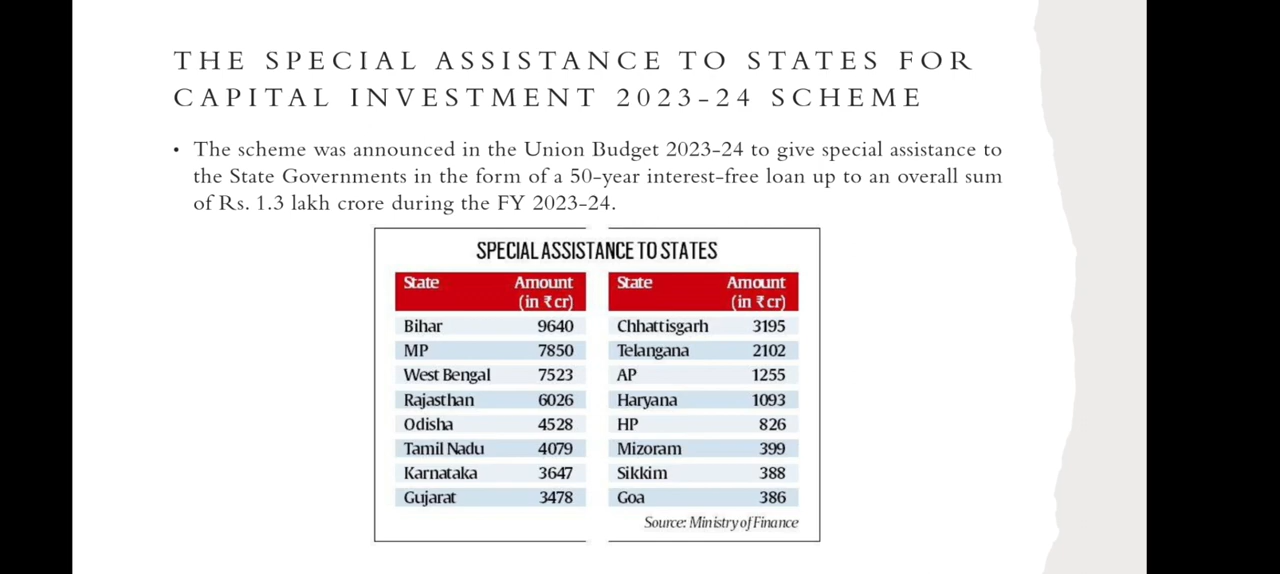 THE SPECIAL ASSISTANCE TO STATES FOR
CAPITAL INVESTMENT 2023-24 SCHEME
• The scheme was announced in the Union Budget 2023-24 to give special assistance to
the State Governments in the form of a 50-year interest-free loan up to an overall sum
of Rs. 1.3 lakh crore during the FY 2023-24.
SPECIAL ASSISTANCE TO STATES
State Amount (in ₹ cr) State Amount (in ₹ cr)
Bihar 9640 Chhattisgarh 3195
MP 7850 Telangana 2102
West Bengal 7523 AP 1255
Rajasthan 6026 Haryana 1093
Odisha 4528 HP 826
Tamil Nadu 4079 Mizoram 399
Karnataka 3647 Sikkim 388
Gujarat 3478 Goa 386
Source: Ministry of Finance